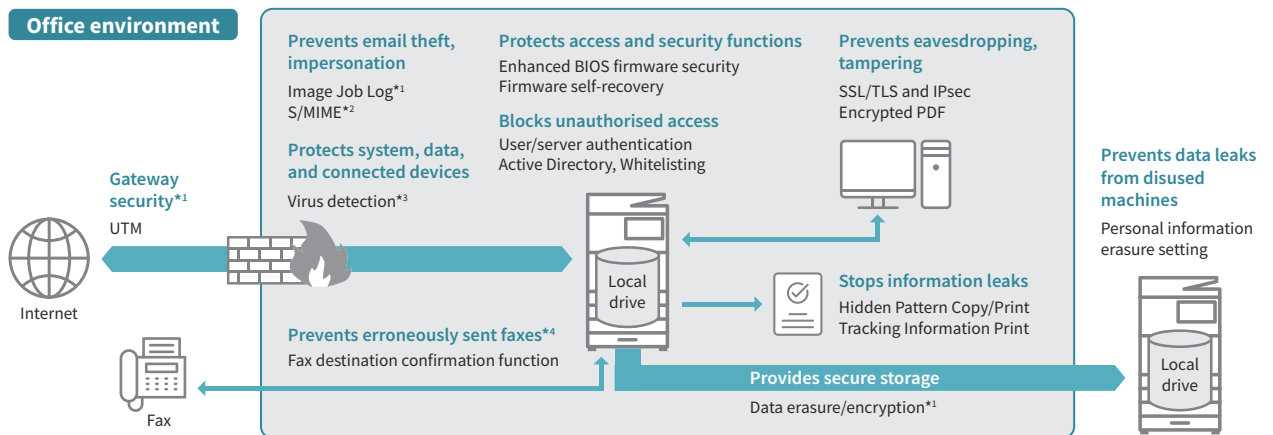 Office environment
Prevents email theft,
impersonation
Image Job Log*1
S/MIME*2
Protects system, data,
and connected devices
Virus detection*3
Protects access and security functions
Enhanced BIOS firmware security
Firmware self-recovery
Blocks unauthorised access
User/server authentication
Active Directory, Whitelisting
Prevents eavesdropping,
tampering
SSL/TLS and IPsec
Encrypted PDF
Gateway
security*1
UTM
Internet
Local
drive
Stops information leaks
Hidden Pattern Copy/Print
Tracking Information Print
Prevents data leaks
from disused
machines
Personal information
erasure setting
Prevents erroneously sent faxes*4
Fax destination confirmation function
Fax
Provides secure storage
Data erasure/encryption*1
Local
drive